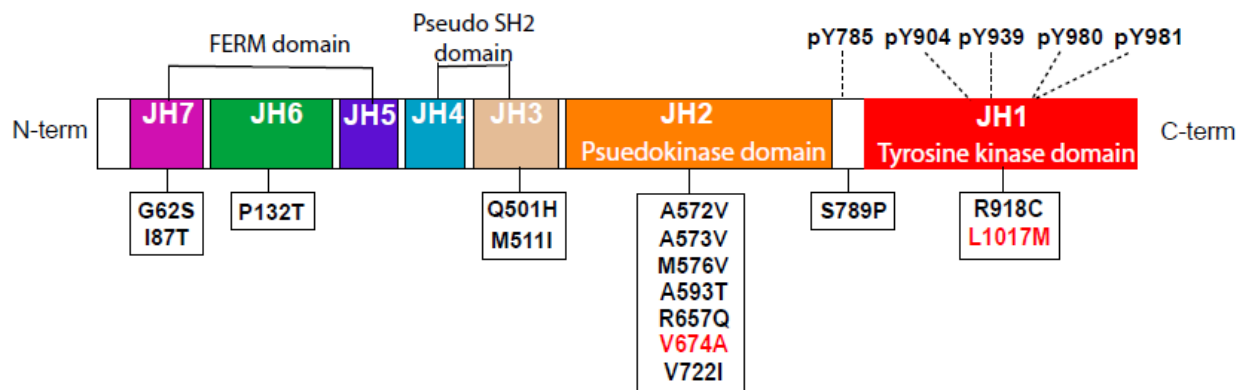 Pseudo SH2
domain
FERM domain
pY785 pY904 pY939 pY980 pY981
N-term
JH7 JH6 JH5 JH4 JH3 JH2 JH1
Psuedokinase domain
Tyrosine kinase domain
C-term
G62S
I87T
P132T
Q501H
M511I
A572V
A573V
M576V
A593T
R657Q
V674A
V722I
S789P
R918C
L1017M